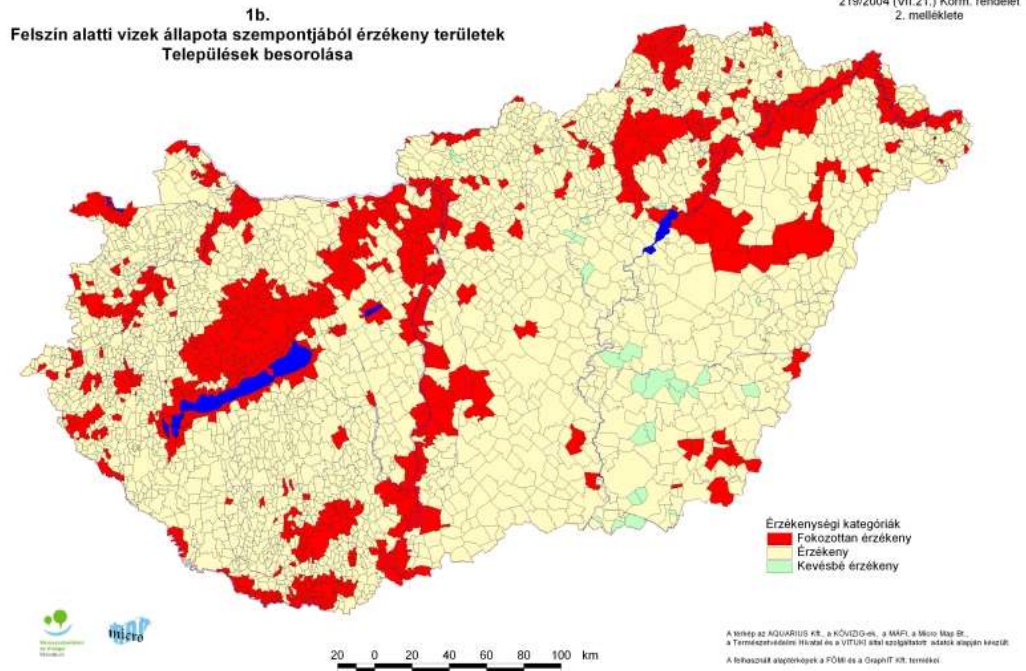 219/2004 (VII.21.) Korm. rendelet
2. melléklete
1b.
Felszín alatti vizek állapota szempontjából érzékeny területek
Települések besorolása
Érzékenységi kategóriák
Fokozottan érzékeny
Érzékeny
Kevésbé érzékeny
micro
20 0 20 40 60 80 100 km
A térkép az AQUARIUS Kft., a KÖVIZIG-ek, a MÁFI, a Micro Map Bt.,
a Természetvédelmi Hivatal és a VITUKI által szolgáltatott adatok alapján készült.
A felhasznált alaptérképek a FÖMI és a GraphIT Kft. termékei.